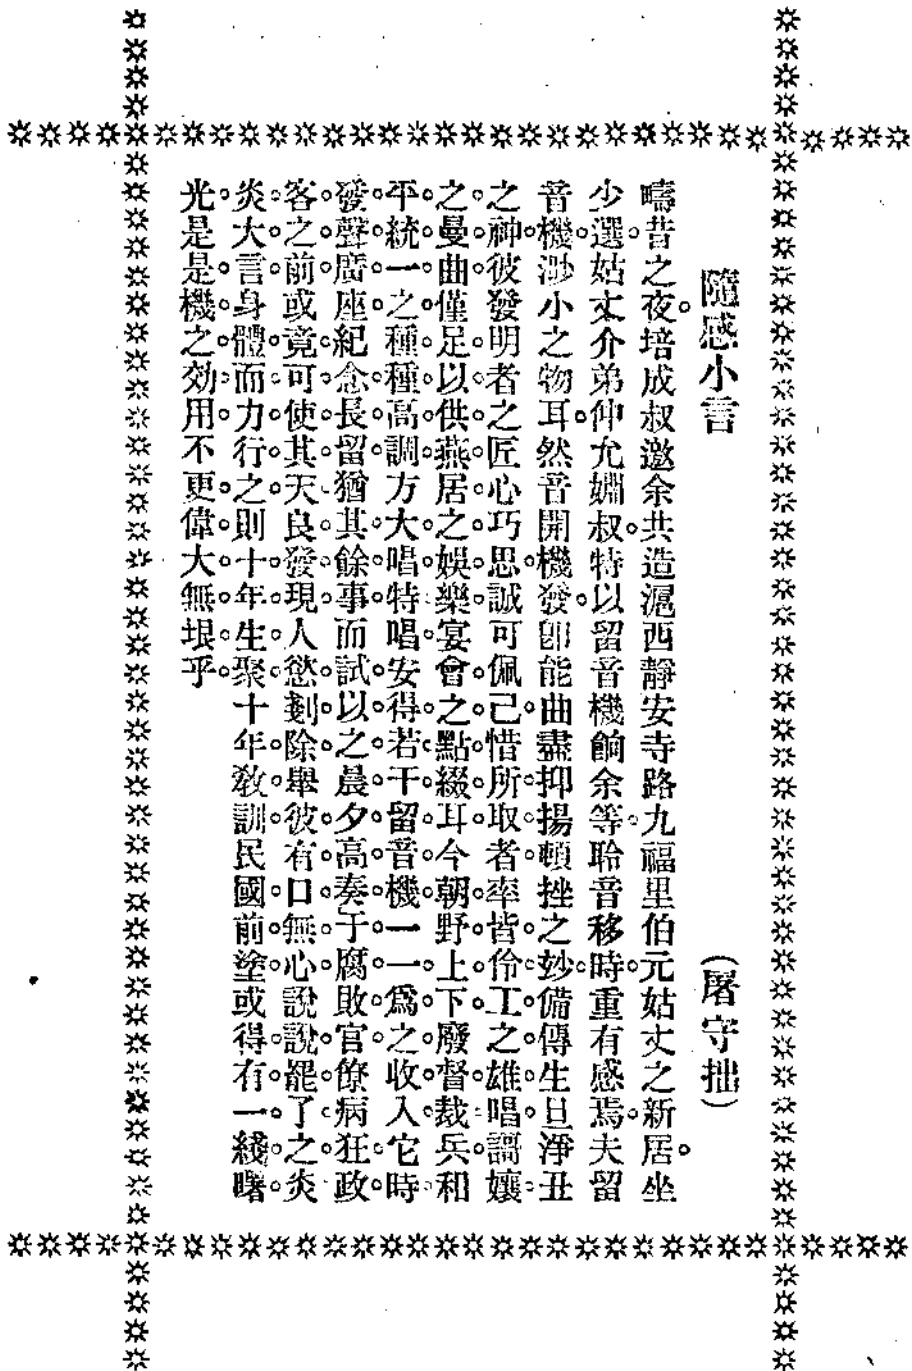 隨感小言　（屠守拙）
疇昔之夜。培成叔邀余共造滬西靜安寺路九福里伯元姑丈之新居。坐
少選。姑丈介弟仲允姻叔。特以留音機餉余等。聆音移時。重有感焉。夫留
音機渺小之物耳。然音開機發。卽能曲盡抑揚頓挫之妙。備傳生旦淨丑
之神。彼發明者之匠心巧思。誠可佩已。惜所取者。率皆伶工之雄唱。謌孃
之曼曲。僅足以供燕居之娛樂。宴會之點綴耳。今朝野上下。廢督裁兵。和
平統一之種種高調。方大唱特唱。安得若干留音機。一一爲之收入。它時
發聲廣座。紀念長留。猶其餘事。而試以之晨夕高奏于腐敗官僚病狂政
客之前。或竟可使其天良發現。人慾剗除。舉彼有口無心說說罷了之炎
炎大言。身體而力行之。則十年生聚。十年敎訓。民國前塗。或得有一綫曙
光。是是機之効用。不更偉大無垠乎。